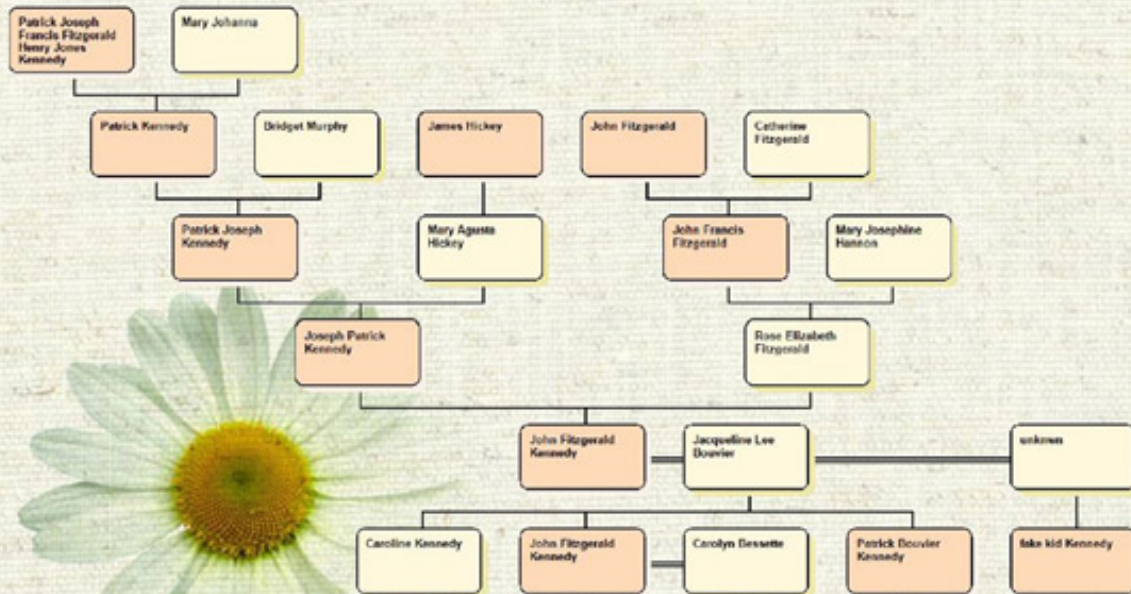 Patrick Joseph
Francis Fitzgerald
Henry Jones
Kennedy
Mary Johanna
Patrick Kennedy
Bridget Murphy
James Hickey
John Fitzgerald
Catherine
Fitzgerald
Patrick Joseph
Kennedy
Mary Agusta
Hickey
John Francis
Fitzgerald
Mary Josephine
Hannon
Joseph Patrick
Kennedy
Rose Elizabeth
Fitzgerald
John Fitzgerald
Kennedy
Jacqueline Lee
Bouvier
Caroline Kennedy
John Fitzgerald
Kennedy
Carolyn Bessette
Patrick Bouvier
Kennedy
fake kid Kennedy